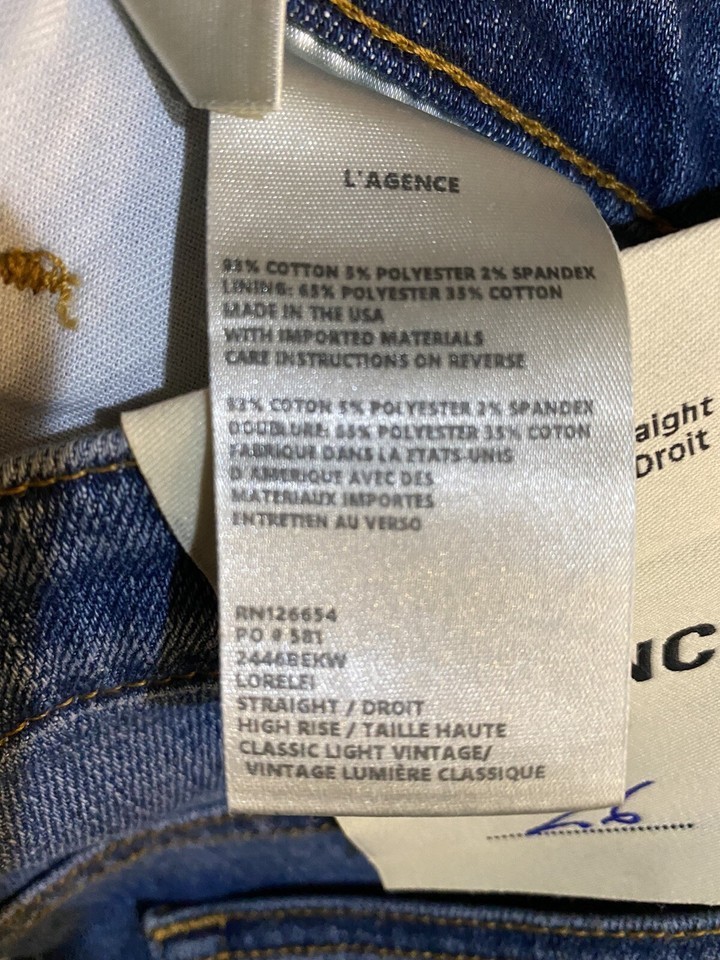 L'AGENCE
93% COTTON 5% POLYESTER 2% SPANDEX
LINING: 65% POLYESTER 35% COTTON
MADE IN THE USA
WITH IMPORTED MATERIALS
CARE INSTRUCTIONS ON REVERSE
93% COTON 5% POLYESTER 2% SPANDEX
DOUBLURE: 65% POLYESTER 35% COTON
FABRIQUE DANS LA ETATS-UNIS
D'AMERIQUE AVEC DES
MATERIAUX IMPORTES
ENTRETIEN AU VERSO
RN126654
PO # 581
2446BEKW
LORELEI
STRAIGHT / DROIT
HIGH RISE / TAILLE HAUTE
CLASSIC LIGHT VINTAGE/
VINTAGE LUMIÈRE CLASSIQUE
aight
Droit
NC
26